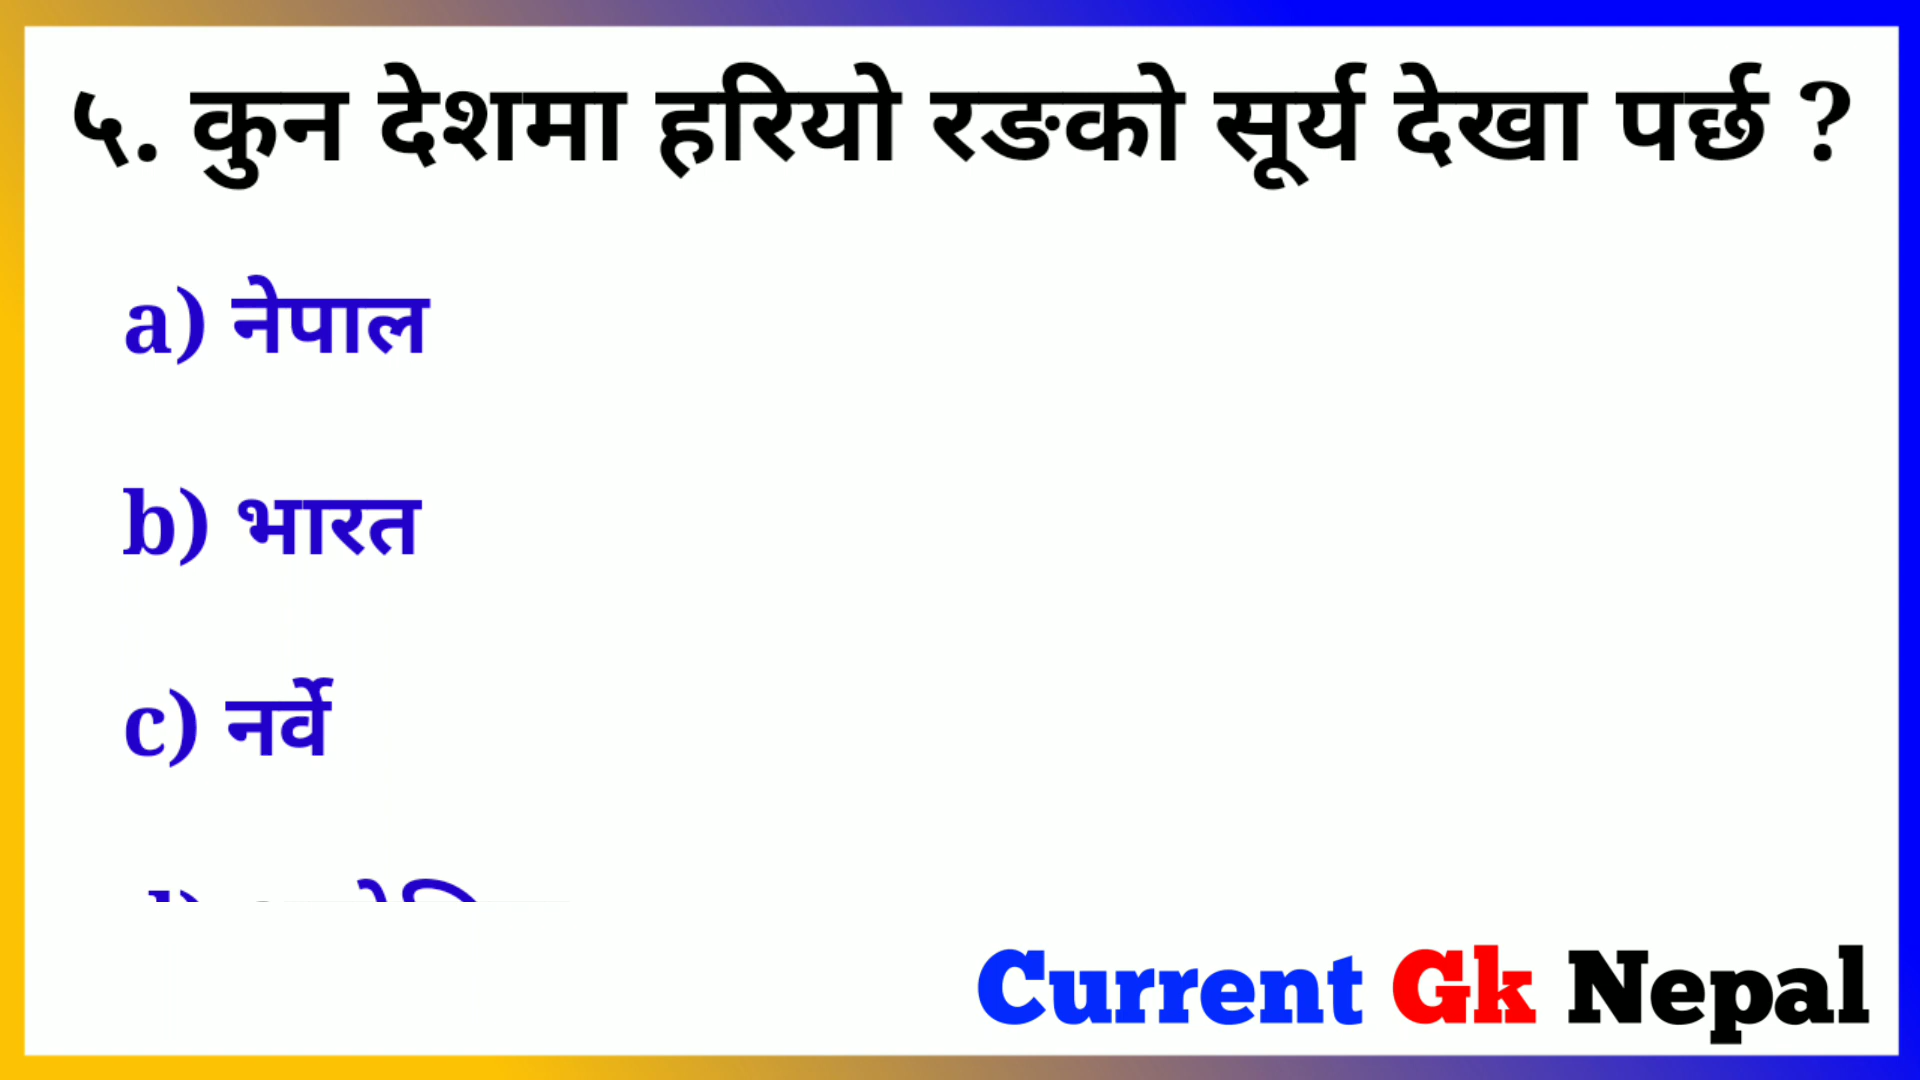 ५. कुन देशमा हरियो रङको सूर्य देखा पर्छ ?
a) नेपाल
b) भारत
c) नर्वे
Current Gk Nepal